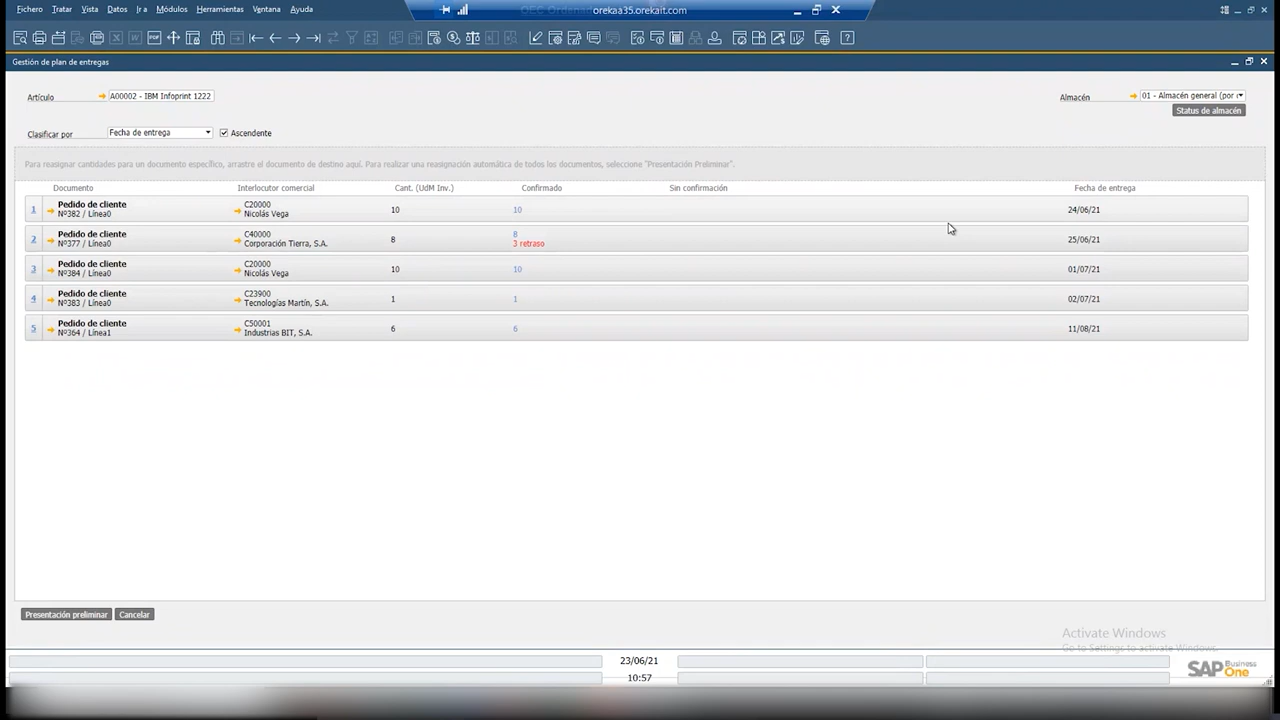 Fichero Tratar Vista Datos Ir a Módulos Herramientas Ventana Ayuda
orekaa35.orekait.com
Gestión de plan de entregas
Artículo A00002 - IBM Infoprint 1222
Almacén 01 - Almacén general (por
Status de almacén
Clasificar por Fecha de entrega Ascendente
Para reasignar cantidades para un documento específico, arrastre el documento de destino aquí. Para realizar una reasignación automática de todos los documentos, seleccione "Presentación Preliminar".
Documento Interlocutor comercial Cant. (UdM Inv.) Confirmado Sin confirmación Fecha de entrega
1 Pedido de cliente C20000 10 10 24/06/21
Nº382 / Línea0 Nicolás Vega
2 Pedido de cliente C40000 8 8 25/06/21
Nº377 / Línea0 Corporación Tierra, S.A. 3 retraso
3 Pedido de cliente C20000 10 10 01/07/21
Nº384 / Línea0 Nicolás Vega
4 Pedido de cliente C23900 1 1 02/07/21
Nº383 / Línea0 Tecnologías Martín, S.A.
5 Pedido de cliente C50001 6 6 11/08/21
Nº364 / Línea1 Industrias BIT, S.A.
Presentación preliminar Cancelar
Activate Windows
Go to Settings to activate Windows.
23/06/21
10:57
SAP Business One